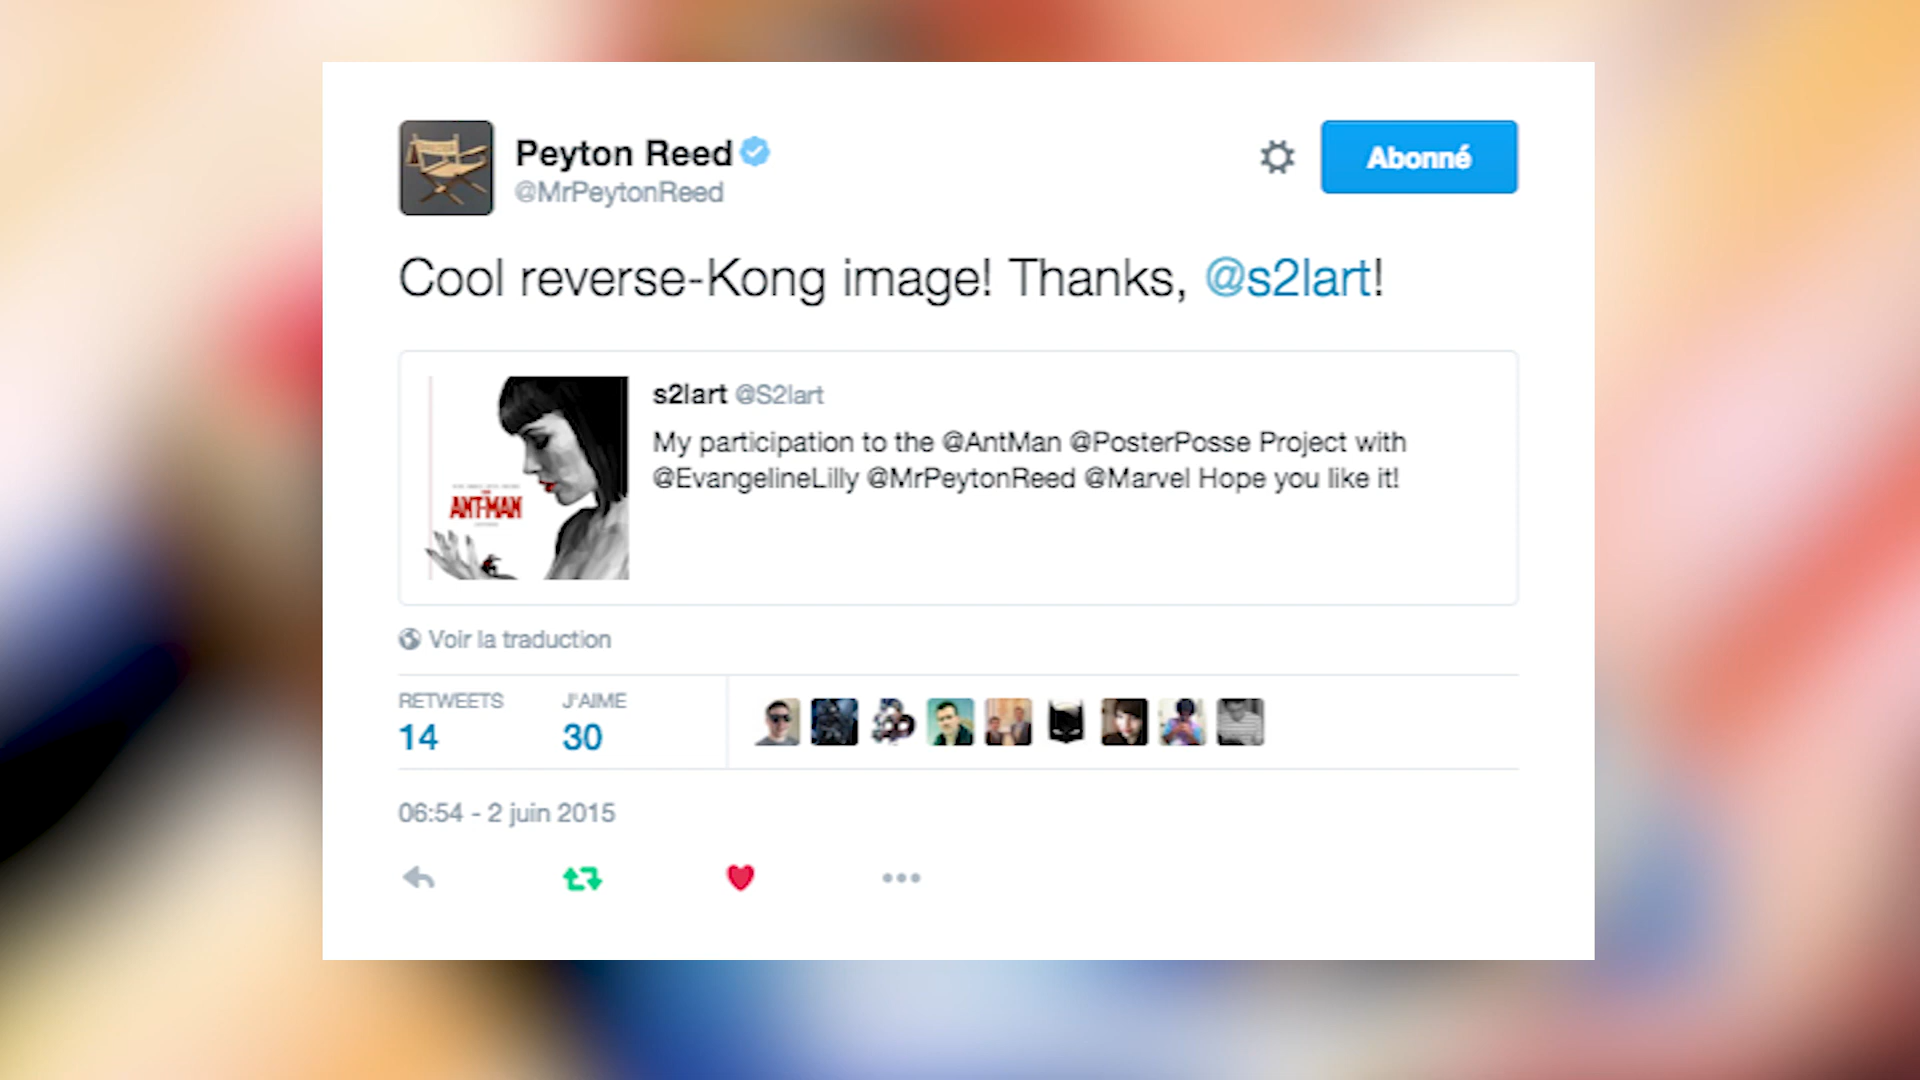 Peyton Reed
@MrPeytonReed
Abonné
Cool reverse-Kong image! Thanks, @s2lart!
s2lart @S2lart
My participation to the @AntMan @PosterPosse Project with
@EvangelineLilly @MrPeytonReed @Marvel Hope you like it!
ANT-MAN
Voir la traduction
RETWEETS
14
J'AIME
30
06:54 - 2 juin 2015